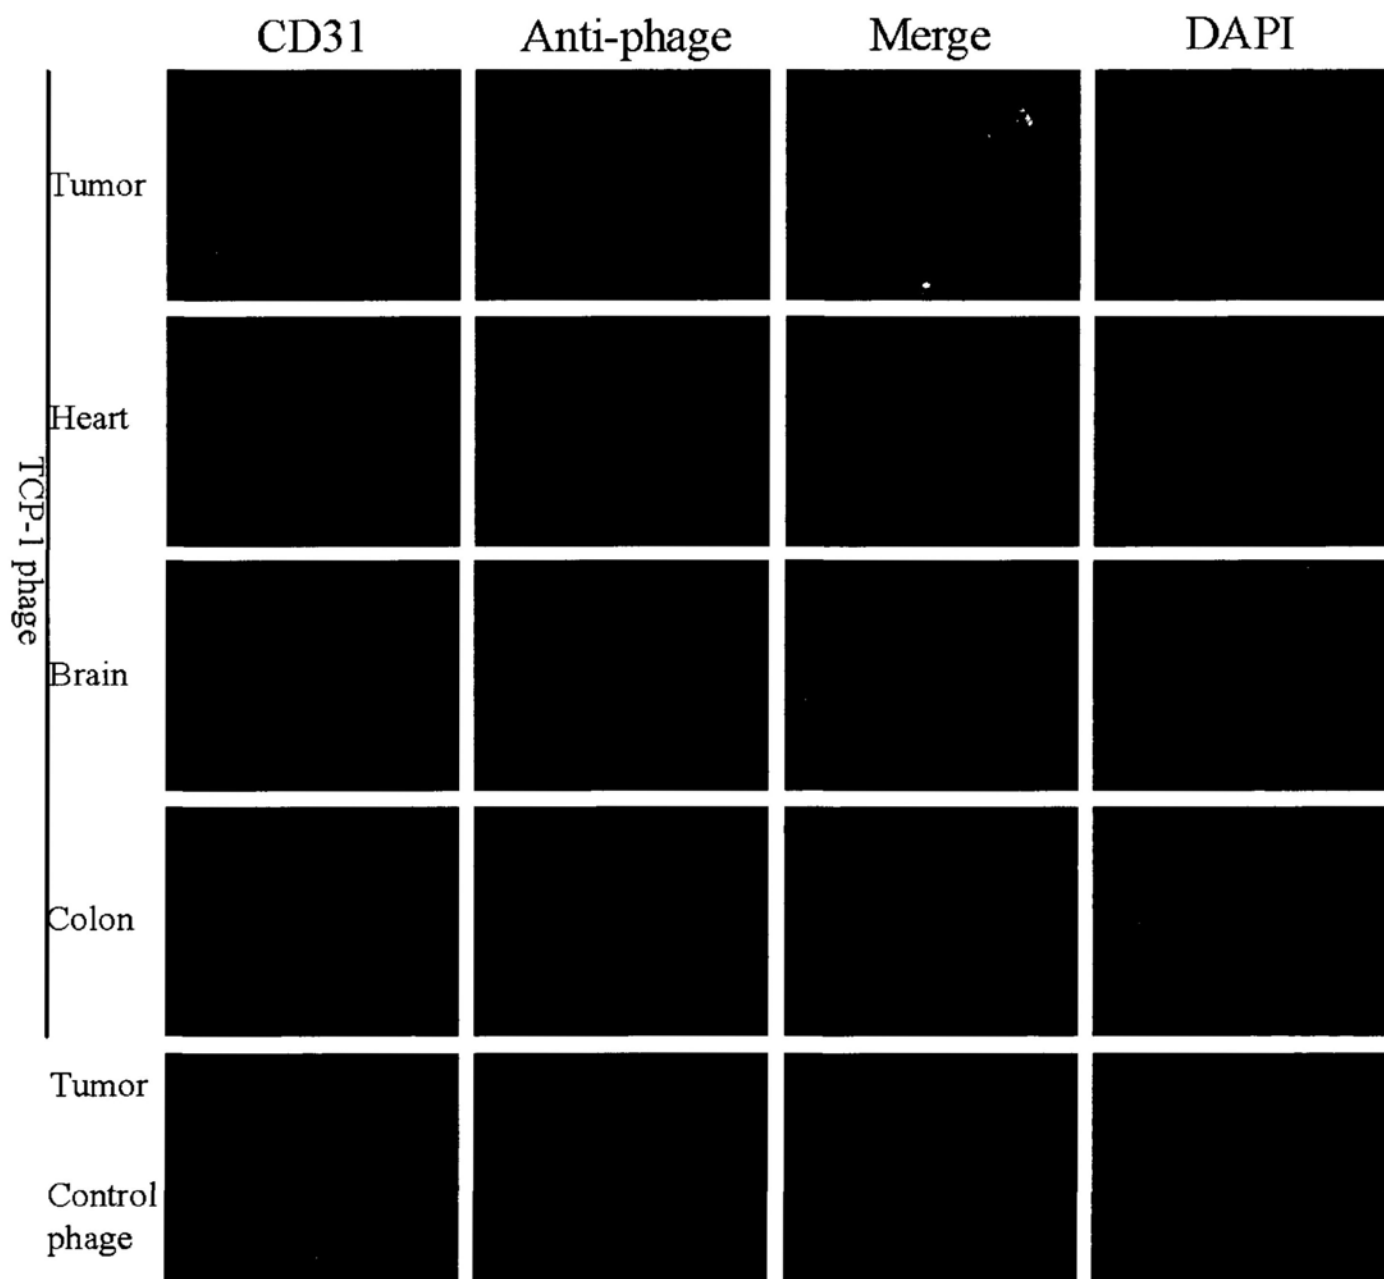 CD31 Anti-phage Merge DAPI
Tumor
Heart
TCP-1 phage
Brain
Colon
Tumor
Control
phage